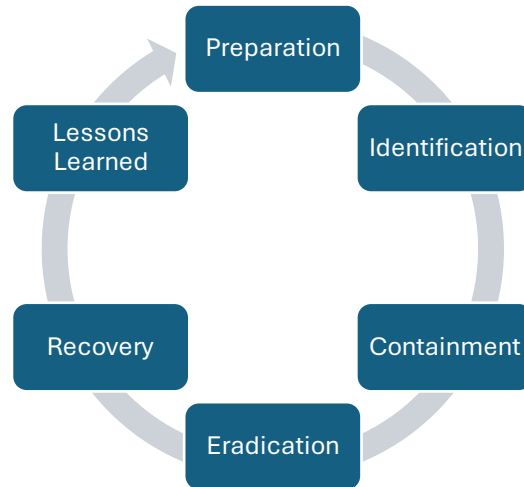 Preparation
Identification
Containment
Eradication
Recovery
Lessons
Learned